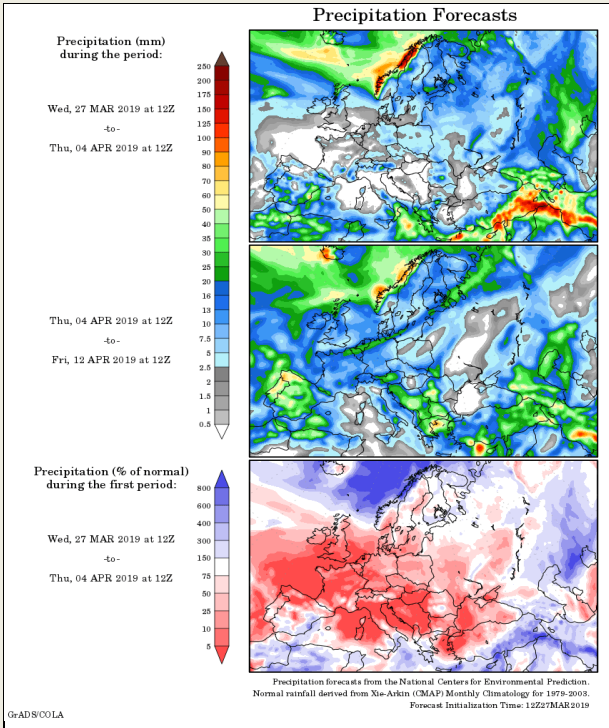 Precipitation Forecasts
Precipitation (mm)
during the period:
Wed, 27 MAR 2019 at 12Z
-to-
Thu, 04 APR 2019 at 12Z
250
200
175
150
125
100
90
80
70
60
50
40
35
30
25
20
16
13
10
7.5
5
2.5
2
1.5
1
0.5
Thu, 04 APR 2019 at 12Z
-to-
Fri, 12 APR 2019 at 12Z
Precipitation (% of normal)
during the first period:
Wed, 27 MAR 2019 at 12Z
-to-
Thu, 04 APR 2019 at 12Z
800
600
400
300
150
75
50
25
10
5
Precipitation forecasts from the National Centers for Environmental Prediction.
Normal rainfall derived from Xie-Arkin (CMAP) Monthly Climatology for 1979-2003.
Forecast Initialization Time: 12Z27MAR2019
GrADS/COLA